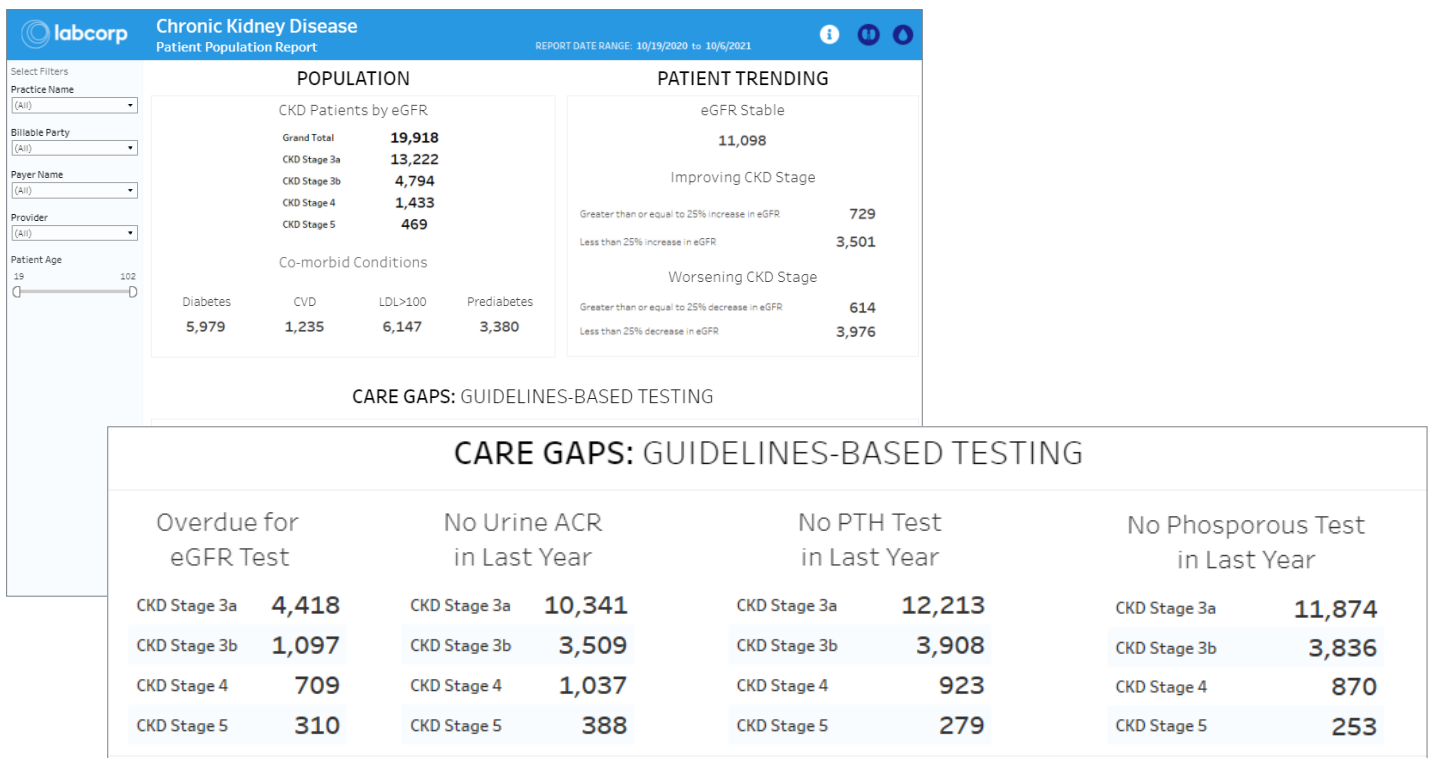 labcorp
Chronic Kidney Disease
Patient Population Report
REPORT DATE RANGE: 10/19/2020 to 10/6/2021
Select Filters
Practice Name
(All)
Billable Party
(All)
Payer Name
(All)
Provider
(All)
Patient Age
19 102
POPULATION
CKD Patients by eGFR
Grand Total 19,918
CKD Stage 3a 13,222
CKD Stage 3b 4,794
CKD Stage 4 1,433
CKD Stage 5 469
Co-morbid Conditions
Diabetes CVD LDL>100 Prediabetes
5,979 1,235 6,147 3,380
PATIENT TRENDING
eGFR Stable
11,098
Improving CKD Stage
Greater than or equal to 25% increase in eGFR 729
Less than 25% increase in eGFR 3,501
Worsening CKD Stage
Greater than or equal to 25% decrease in eGFR 614
Less than 25% decrease in eGFR 3,976
CARE GAPS: GUIDELINES-BASED TESTING
CARE GAPS: GUIDELINES-BASED TESTING
Overdue for
eGFR Test
CKD Stage 3a 4,418
CKD Stage 3b 1,097
CKD Stage 4 709
CKD Stage 5 310
No Urine ACR
in Last Year
CKD Stage 3a 10,341
CKD Stage 3b 3,509
CKD Stage 4 1,037
CKD Stage 5 388
No PTH Test
in Last Year
CKD Stage 3a 12,213
CKD Stage 3b 3,908
CKD Stage 4 923
CKD Stage 5 279
No Phosporous Test
in Last Year
CKD Stage 3a 11,874
CKD Stage 3b 3,836
CKD Stage 4 870
CKD Stage 5 253